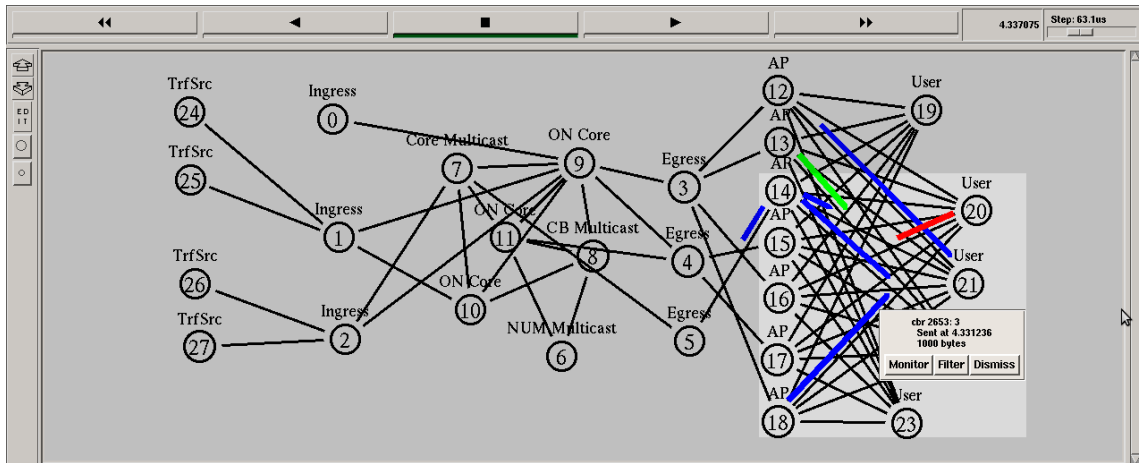 4.337075
Step: 63.1us
E D
I T
TrfSrc
24
TrfSrc
25
TrfSrc
26
TrfSrc
27
Ingress
0
Ingress
1
Ingress
2
Core Multicast
7
ON Core
9
ON Core
11
CB Multicast
8
ON Core
10
NUM Multicast
6
Egress
3
Egress
4
Egress
5
AP
12
AP
13
AP
14
AP
15
AP
16
AP
17
AP
18
User
19
User
20
User
21
cbr 2653: 3
Sent at 4.331236
1000 bytes
Monitor Filter Dismiss
User
23